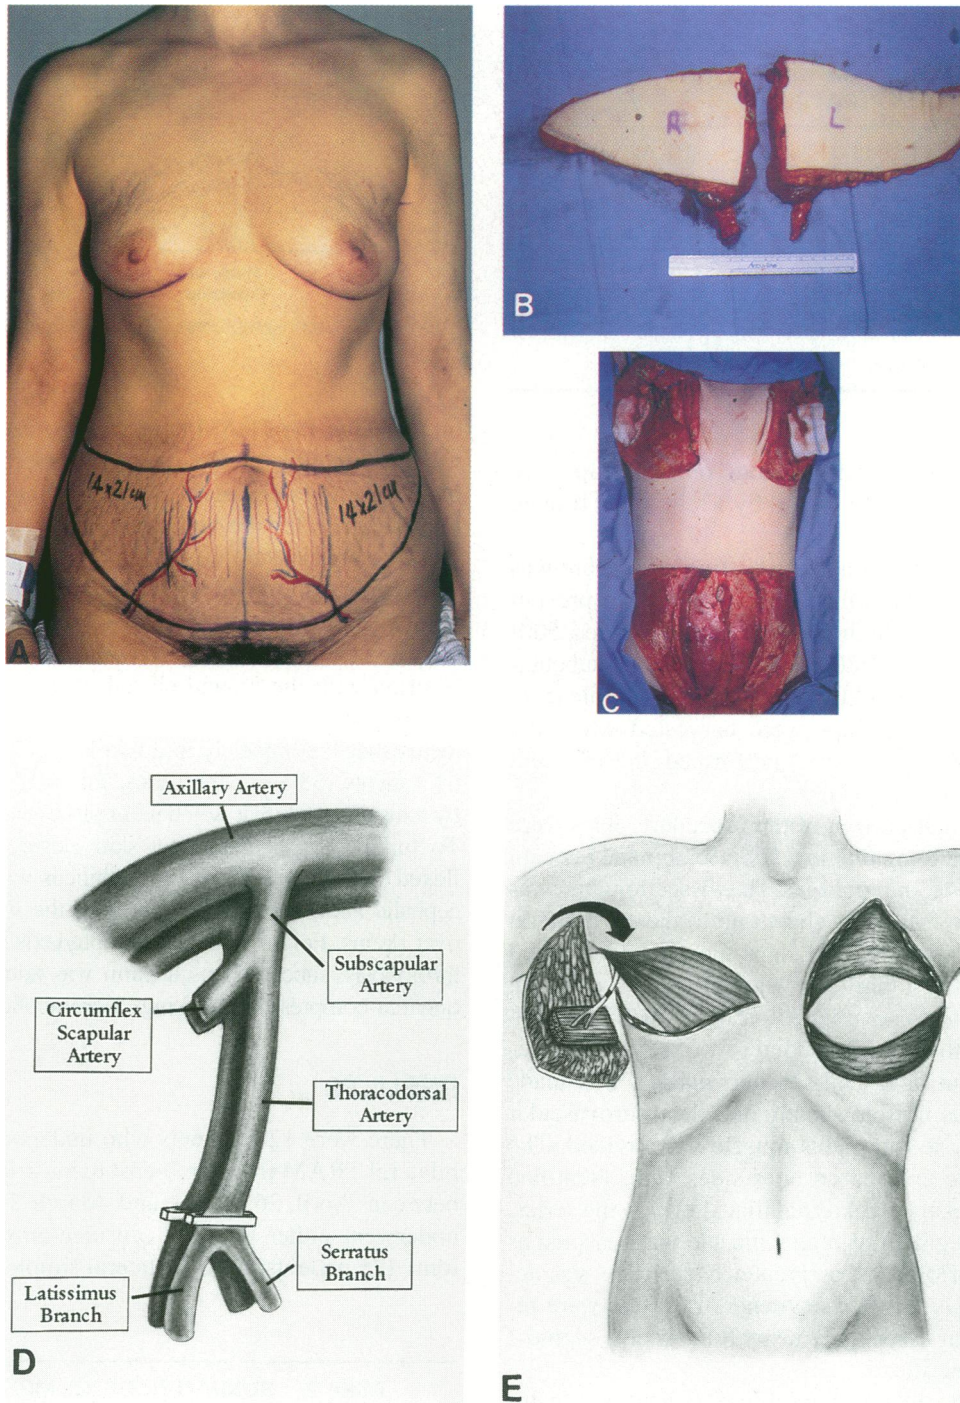 14x21cm
14x21cm
A
R
L
B
C
Axillary Artery
Subscapular
Artery
Circumflex
Scapular
Artery
Thoracodorsal
Artery
Serratus
Branch
Latissimus
Branch
D
E